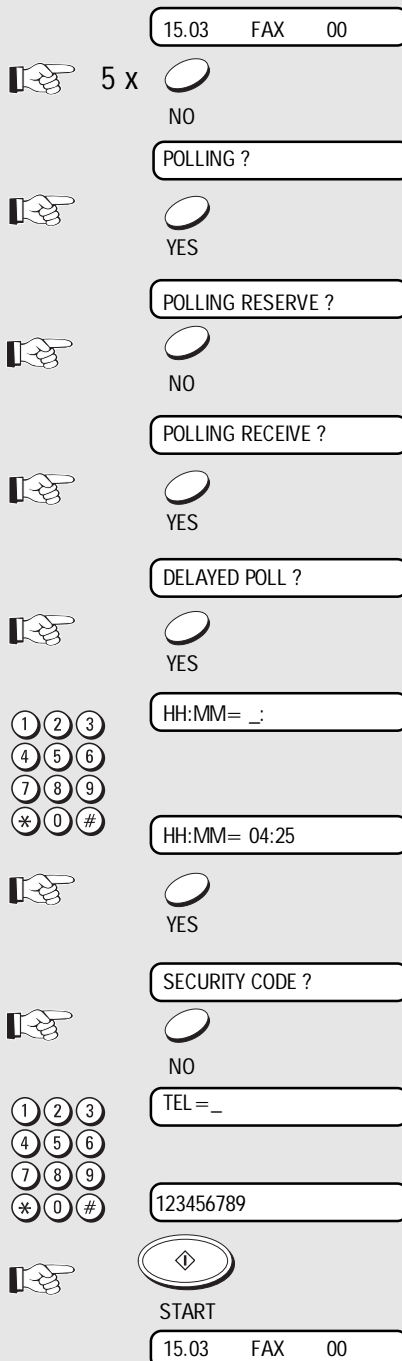 15.03 FAX 00
5 x
NO
POLLING ?
YES
POLLING RESERVE ?
NO
POLLING RECEIVE ?
YES
DELAYED POLL ?
YES
HH:MM= _:
1 2 3
4 5 6
7 8 9
* 0 #
HH:MM= 04:25
YES
SECURITY CODE ?
NO
TEL=_
1 2 3
4 5 6
7 8 9
* 0 #
123456789
START
15.03 FAX 00